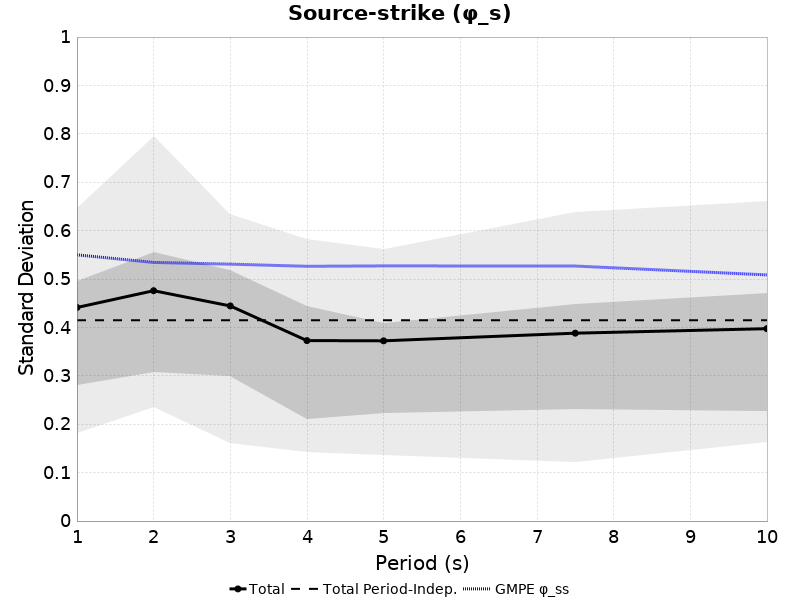 Source-strike (φ_s)
Standard Deviation
1
0.9
0.8
0.7
0.6
0.5
0.4
0.3
0.2
0.1
0
1 2 3 4 5 6 7 8 9 10
Period (s)
Total Total Period-Indep. GMPE φ_ss